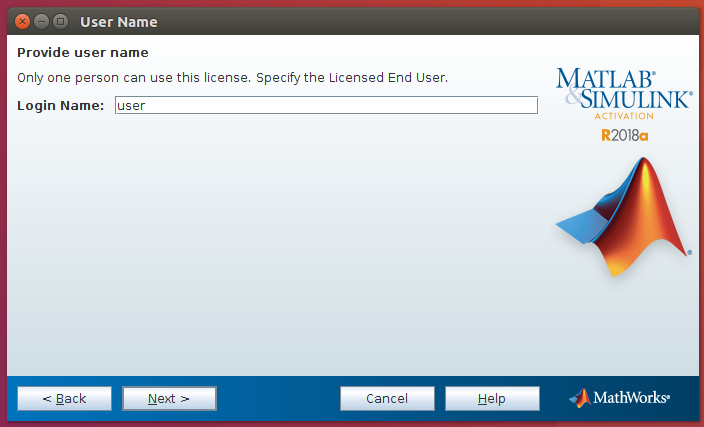 User Name
Provide user name
Only one person can use this license. Specify the Licensed End User.
Login Name: user
MATLAB®
&SIMULINK®
ACTIVATION
R2018a
®
< Back
Next >
Cancel
Help
MathWorks®